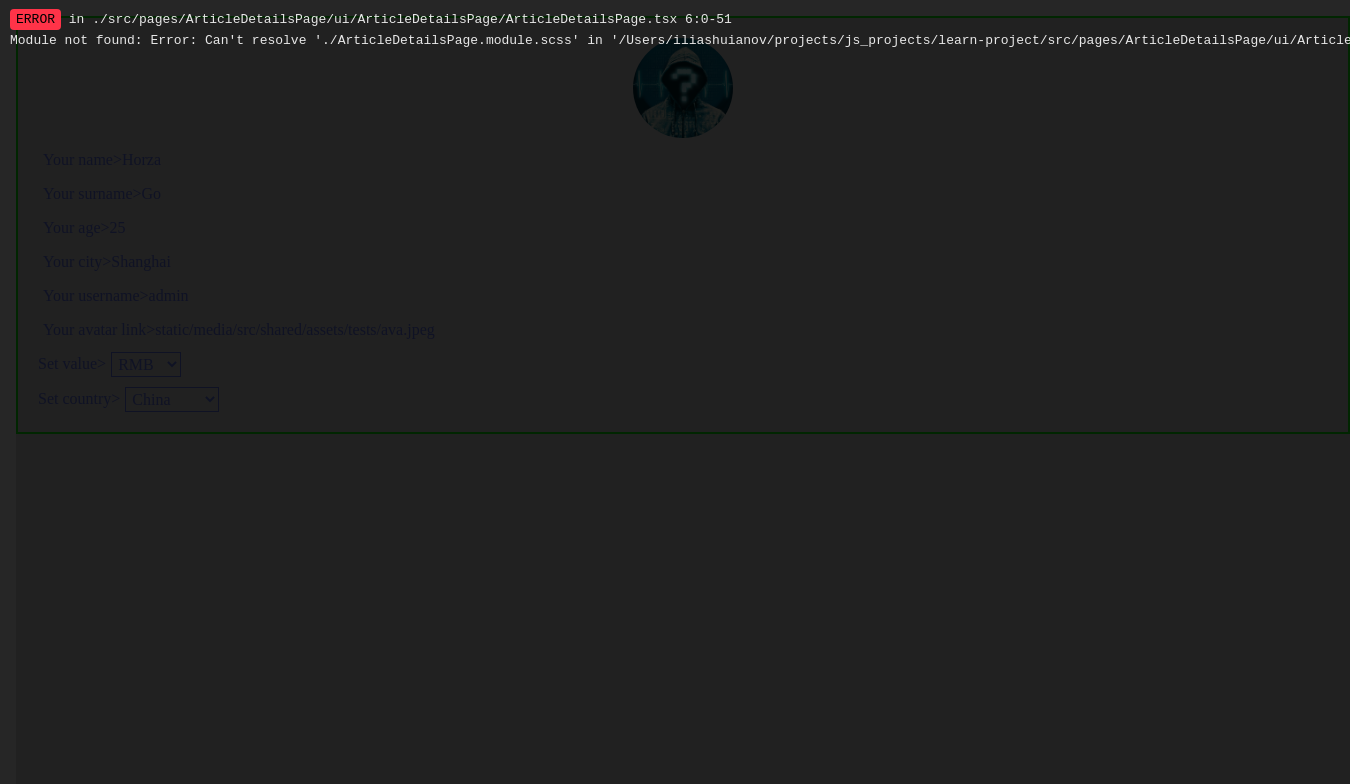 ERROR in ./src/pages/ArticleDetailsPage/ui/ArticleDetailsPage/ArticleDetailsPage.tsx 6:0-51
Module not found: Error: Can't resolve './ArticleDetailsPage.module.scss' in '/Users/iliashuianov/projects/js_projects/learn-project/src/pages/ArticleDetailsPage/ui/Article
?
Your name>Horza
Your surname>Go
Your age>25
Your city>Shanghai
Your username>admin
Your avatar link>static/media/src/shared/assets/tests/ava.jpeg
Set value> RMB
Set country> China